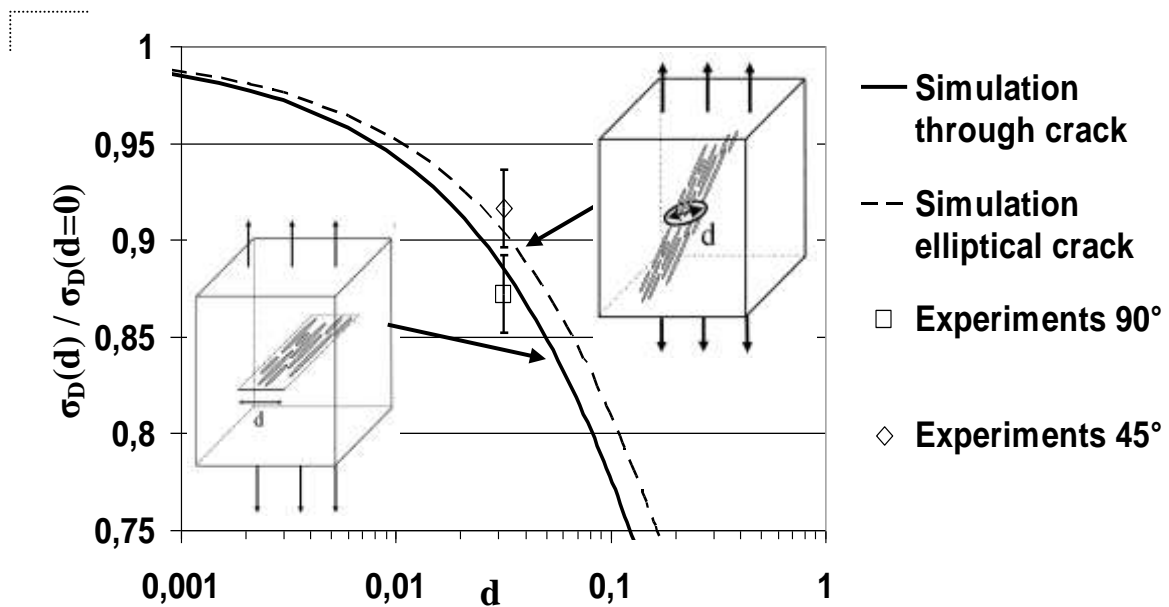 1
0,95
0,9
0,85
0,8
0,75
σD(d) / σD(d=0)
0,001
0,01
0,1
1
d
d
d
Simulation
through crack
Simulation
elliptical crack
Experiments 90°
Experiments 45°